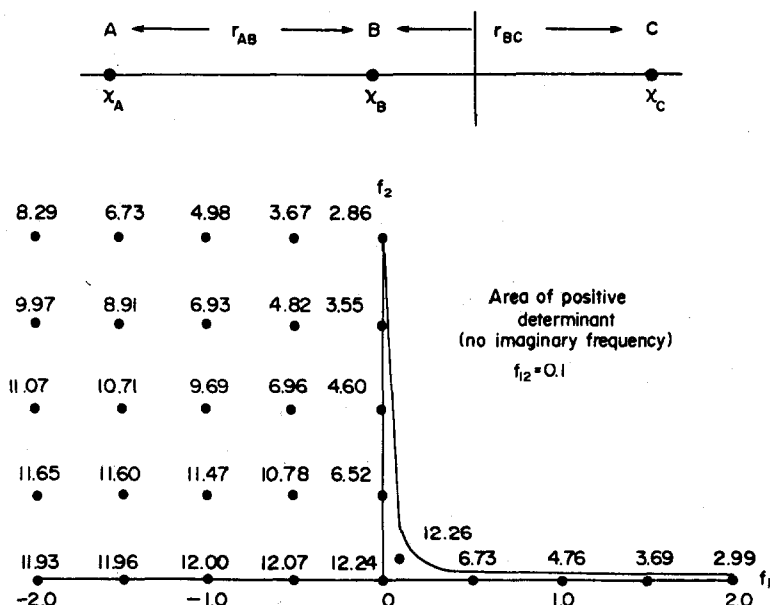 A r_AB B r_BC C
χ_A χ_B χ_C
f_2
8.29 6.73 4.98 3.67 2.86
9.97 8.91 6.93 4.82 3.55
Area of positive
determinant
(no imaginary frequency)
f_12=0.1
11.07 10.71 9.69 6.96 4.60
11.65 11.60 11.47 10.78 6.52
12.26
11.93 11.96 12.00 12.07 12.24 6.73 4.76 3.69 2.99
f_1
-2.0 -1.0 0 1.0 2.0